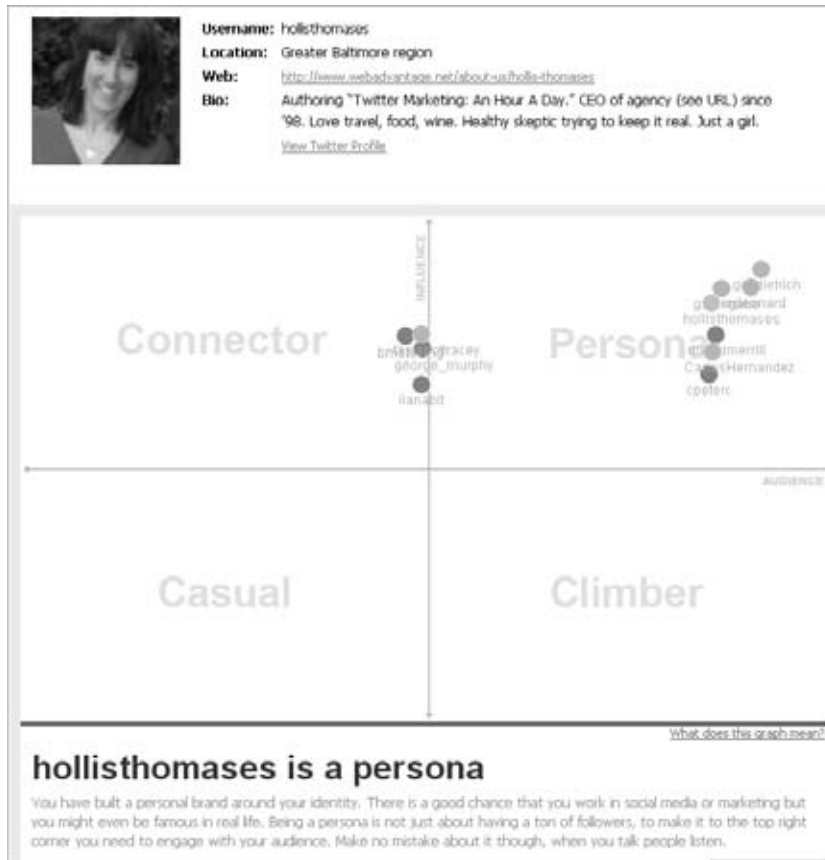 Username: hollisthomases
Location: Greater Baltimore region
Web: http://www.webadvantage.net/about-us/hollis-thomases
Bio: Authoring "Twitter Marketing: An Hour A Day." CEO of agency (see URL) since
'98. Love travel, food, wine. Healthy skeptic trying to keep it real. Just a girl.
View Twitter Profile
INFLUENCE
hollisthomases
Connector
Persona
george_murphy
CarlosHernandez
AUDIENCE
Casual
Climber
What does this graph mean?
hollisthomases is a persona
You have built a personal brand around your identity. There is a good chance that you work in social media or marketing but
you might even be famous in real life. Being a persona is not just about having a ton of followers, to make it to the top right
corner you need to engage with your audience. Make no mistake about it though, when you talk people listen.